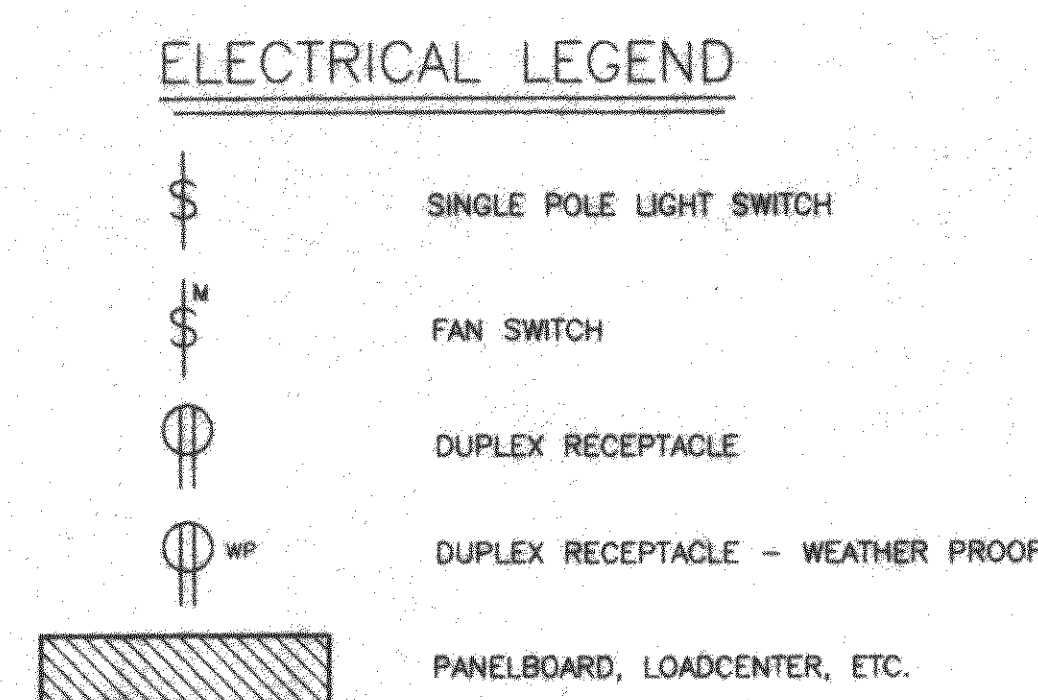 ELECTRICAL LEGEND
$ SINGLE POLE LIGHT SWITCH
$ M FAN SWITCH
DUPLEX RECEPTACLE
WP DUPLEX RECEPTACLE – WEATHER PROOF
PANELBOARD, LOADCENTER, ETC.